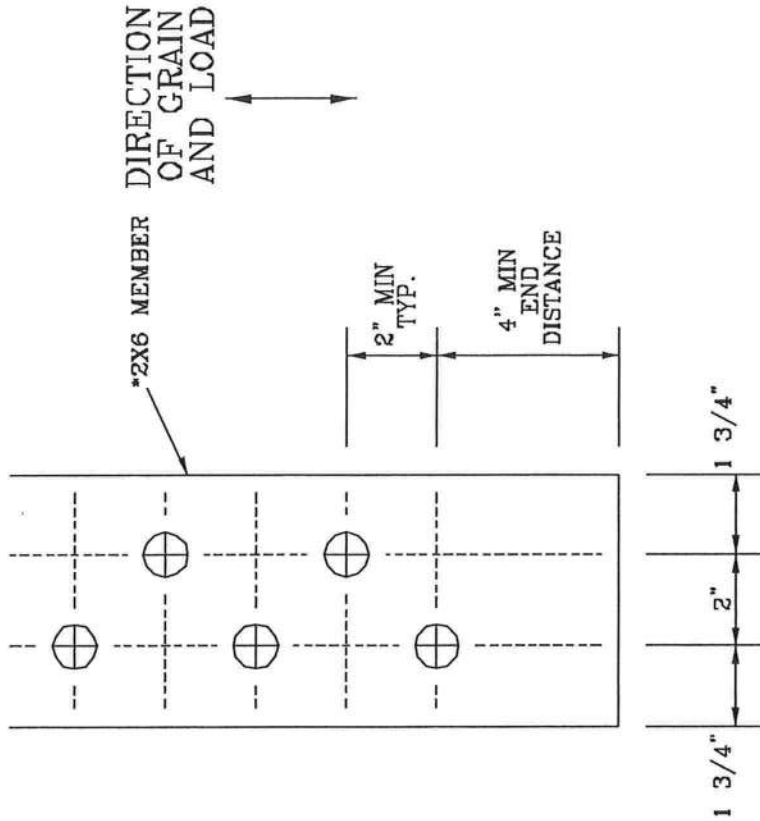 DIRECTION
OF GRAIN
AND LOAD
*2X6 MEMBER
2" MIN
TYP.
4" MIN
END
DISTANCE
1 3/4"
2"
1 3/4"